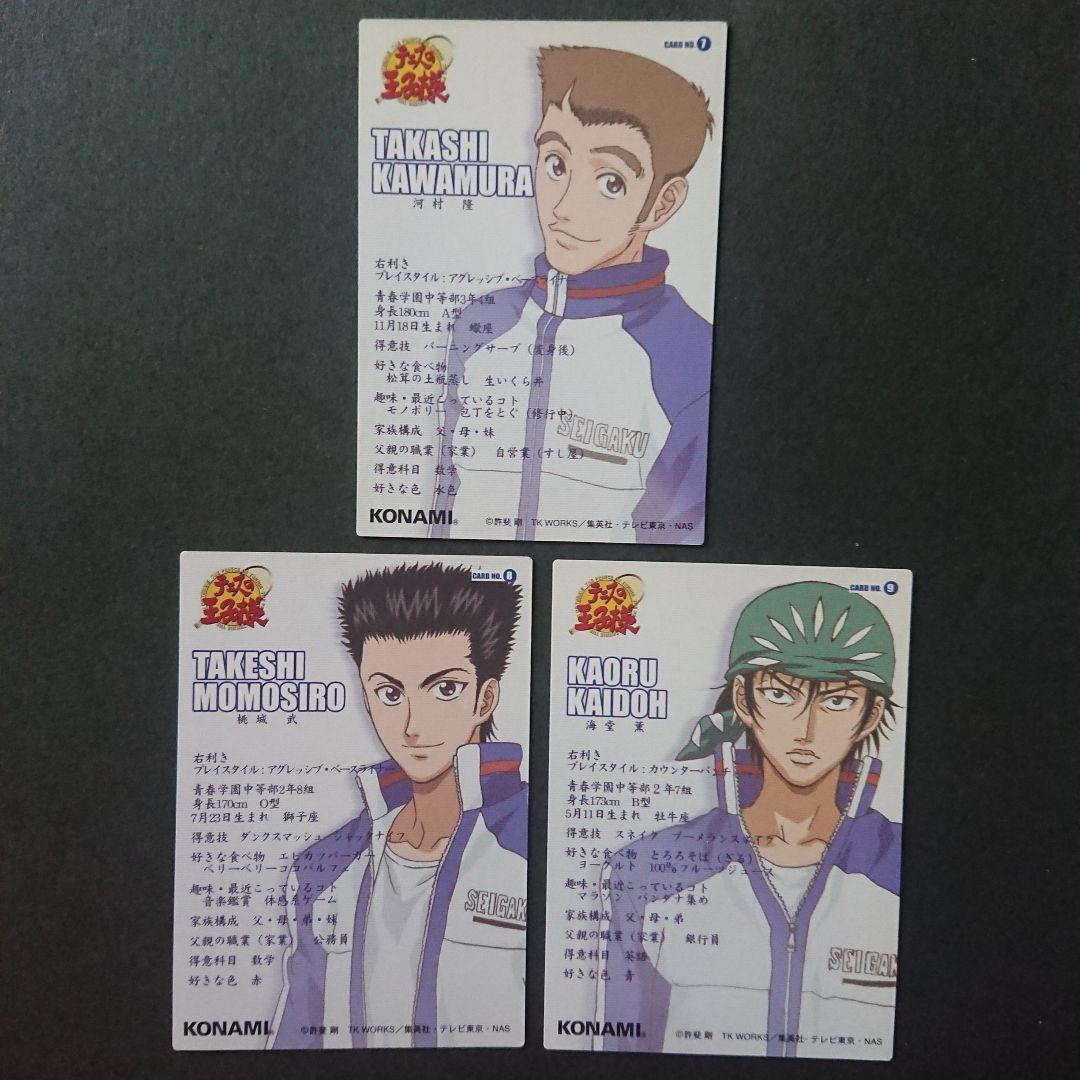 CARD NO. 7
テニスの
王子様
TAKASHI
KAWAMURA
河村 隆
右利き
プレイスタイル：アグレッシブ・ベースライナー
青春学園中等部3年4組
身長180cm A型
11月18日生まれ 蠍座
得意技 バーニングサーブ（変身後）
好きな食べ物
松茸の土瓶蒸し 生いくら丼
趣味・最近こっているコト
モノポリー 包丁をとぐ（修行中）
家族構成 父・母・妹
父親の職業（家業） 自営業（すし屋）
得意科目 数学
好きな色 水色
SEIGAKU
KONAMI®
©許斐 剛 TK WORKS／集英社・テレビ東京・NAS
CARD NO. 8
テニスの
王子様
TAKESHI
MOMOSIRO
桃城 武
右利き
プレイスタイル：アグレッシブ・ベースライナー
青春学園中等部2年8組
身長170cm O型
7月23日生まれ 獅子座
得意技 ダンクスマッシュ ジャックナイフ
好きな食べ物 エビカツバーガー
ベリーベリーココパルフェ
趣味・最近こっているコト
音楽鑑賞 体感系ゲーム
家族構成 父・母・弟・妹
父親の職業（家業） 公務員
得意科目 数学
好きな色 赤
SEIGAKU
KONAMI®
©許斐 剛 TK WORKS／集英社・テレビ東京・NAS
CARD NO. 9
テニスの
王子様
KAORU
KAIDOH
海堂 薫
右利き
プレイスタイル：カウンターパンチャー
青春学園中等部２年7組
身長173cm B型
5月11日生まれ 牡牛座
得意技 スネイク ブーメランスネイク
好きな食べ物 とろろそば（ざる）
ヨーグルト 100%フルーツジュース
趣味・最近こっているコト
マラソン バンダナ集め
家族構成 父・母・弟
父親の職業（家業） 銀行員
得意科目 英語
好きな色 青
SEIGAK
KONAMI®
©許斐 剛 TK WORKS／集英社・テレビ東京・NAS